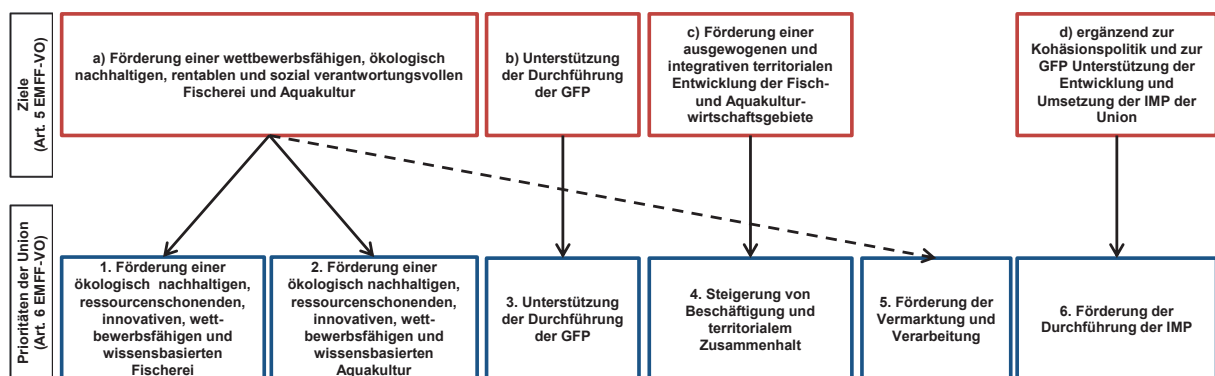 Ziele
(Art. 5 EMFF-VO)
a) Förderung einer wettbewerbsfähigen, ökologisch
nachhaltigen, rentablen und sozial verantwortungsvollen
Fischerei und Aquakultur
b) Unterstützung
der Durchführung
der GFP
c) Förderung einer
ausgewogenen und
integrativen territorialen
Entwicklung der Fisch-
und Aquakultur-
wirtschaftsgebiete
d) ergänzend zur
Kohäsionspolitik und zur
GFP Unterstützung der
Entwicklung und
Umsetzung der IMP der
Union
Prioritäten der Union
(Art. 6 EMFF-VO)
1. Förderung einer
ökologisch nachhaltigen,
ressourcenschonenden,
innovativen, wett-
bewerbsfähigen und
wissensbasierten
Fischerei
2. Förderung einer
ökologisch nachhaltigen,
ressourcenschonenden,
innovativen, wett-
bewerbsfähigen und
wissensbasierten
Aquakultur
3. Unterstützung
der Durchführung
der GFP
4. Steigerung von
Beschäftigung und
territorialem
Zusammenhalt
5. Förderung der
Vermarktung und
Verarbeitung
6. Förderung der
Durchführung der IMP